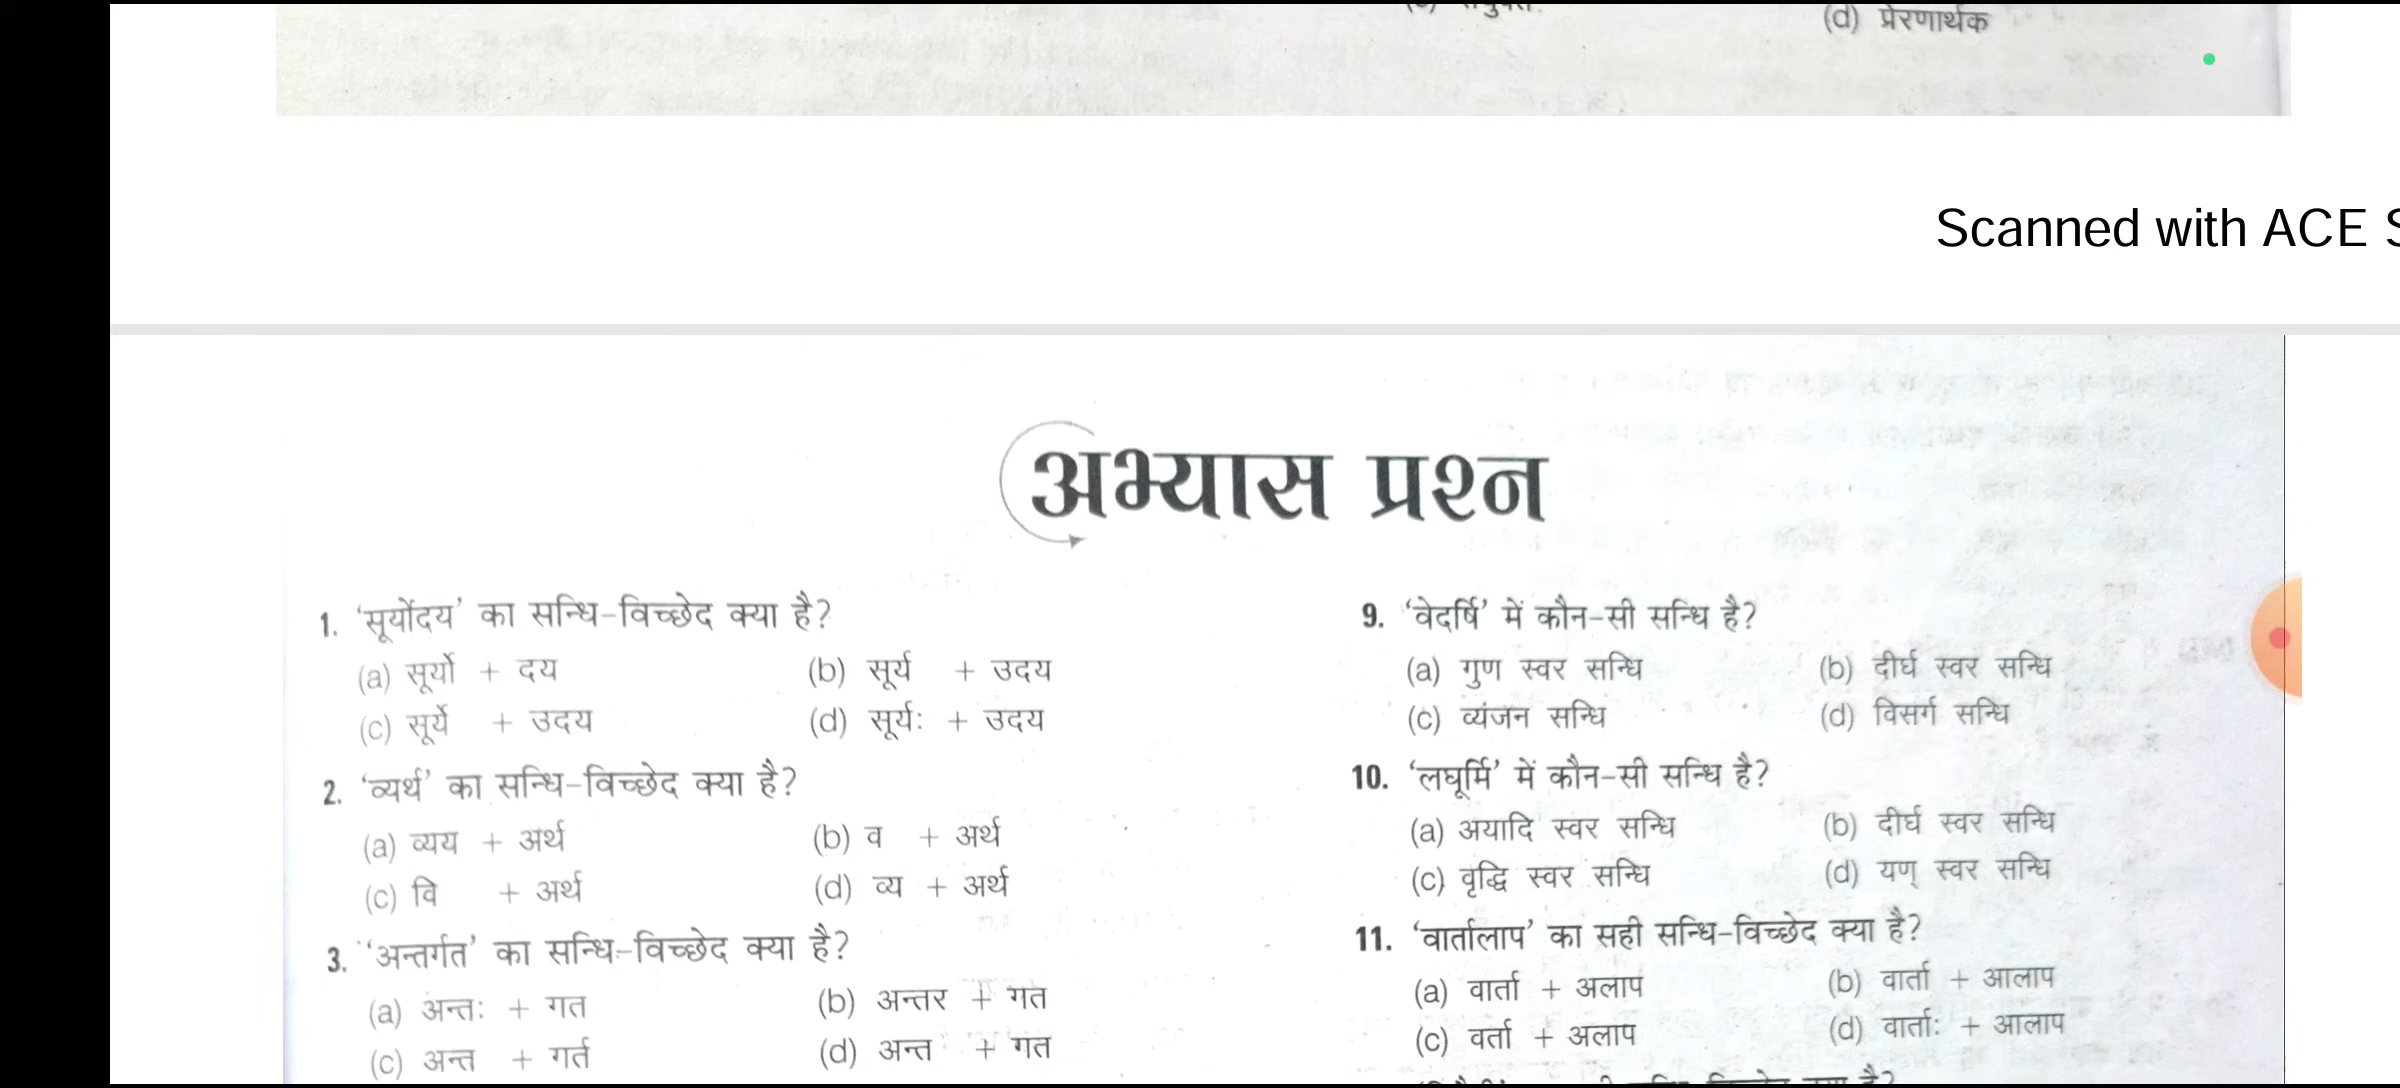 (d) प्रेरणार्थक
Scanned with ACE
अभ्यास प्रश्न
1. ‘सूर्योदय’ का सन्धि-विच्छेद क्या है?
(a) सूर्यो + दय (b) सूर्य + उदय
(c) सूर्ये + उदय (d) सूर्यः + उदय
2. ‘व्यर्थ’ का सन्धि-विच्छेद क्या है?
(a) व्यय + अर्थ (b) व + अर्थ
(c) वि + अर्थ (d) व्य + अर्थ
3. ‘अन्तर्गत’ का सन्धि-विच्छेद क्या है?
(a) अन्तः + गत (b) अन्तर + गत
(c) अन्त + गर्त (d) अन्त + गत
9. ‘वेदर्षि’ में कौन-सी सन्धि है?
(a) गुण स्वर सन्धि (b) दीर्घ स्वर सन्धि
(c) व्यंजन सन्धि (d) विसर्ग सन्धि
10. ‘लघूर्मि’ में कौन-सी सन्धि है?
(a) अयादि स्वर सन्धि (b) दीर्घ स्वर सन्धि
(c) वृद्धि स्वर सन्धि (d) यण् स्वर सन्धि
11. ‘वार्तालाप’ का सही सन्धि-विच्छेद क्या है?
(a) वार्ता + अलाप (b) वार्ता + आलाप
(c) वर्ता + अलाप (d) वार्ताः + आलाप